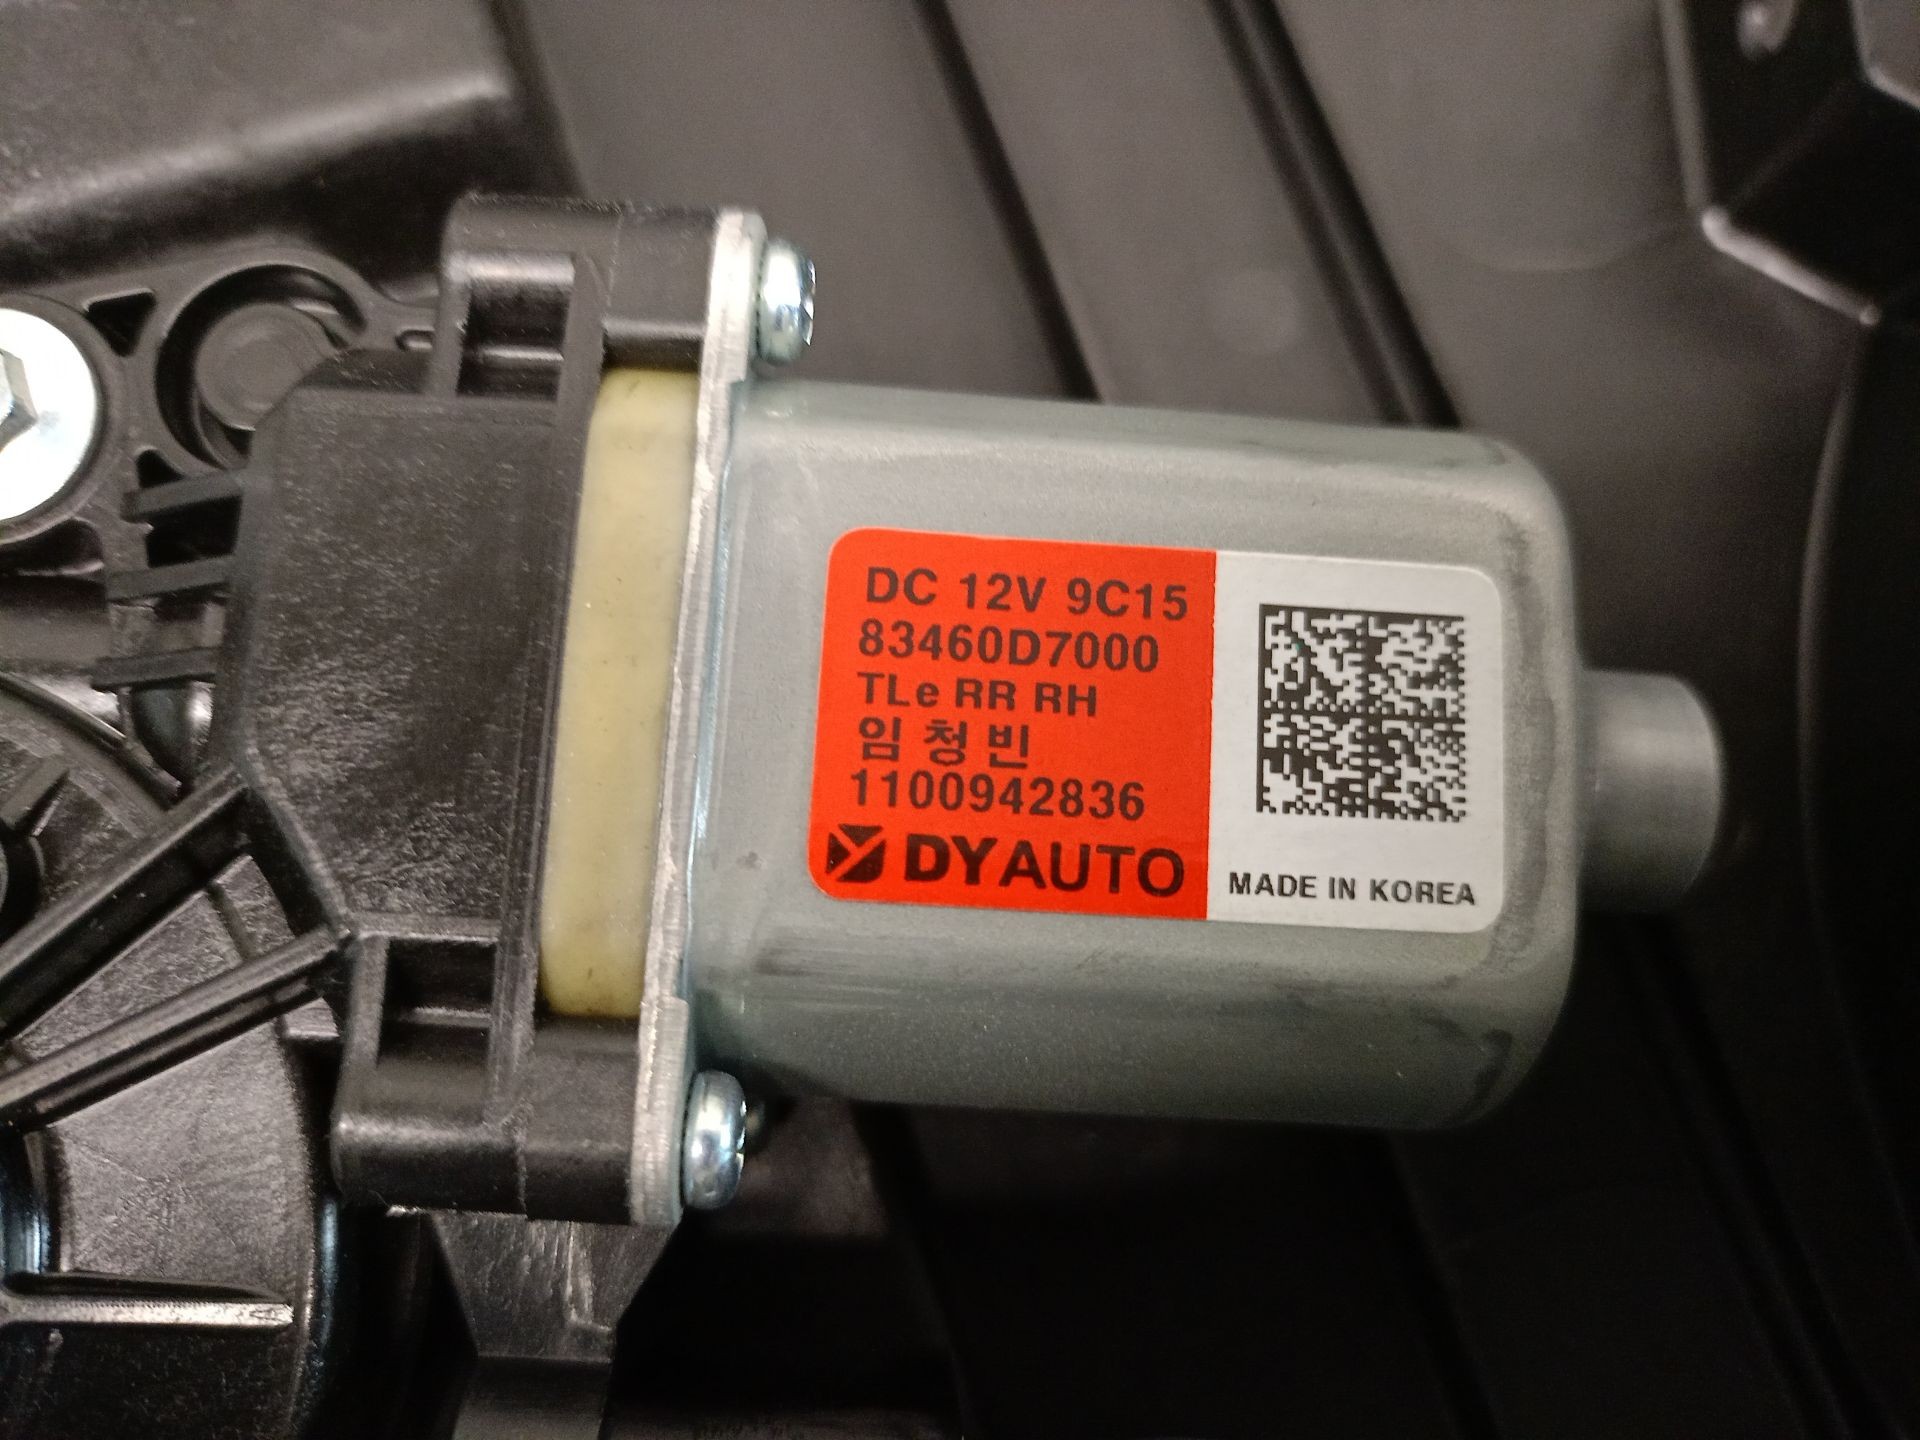 DC 12V 9C15
83460D7000
TLe RR RH
임 청 빈
1100942836
DYAUTO
MADE IN KOREA